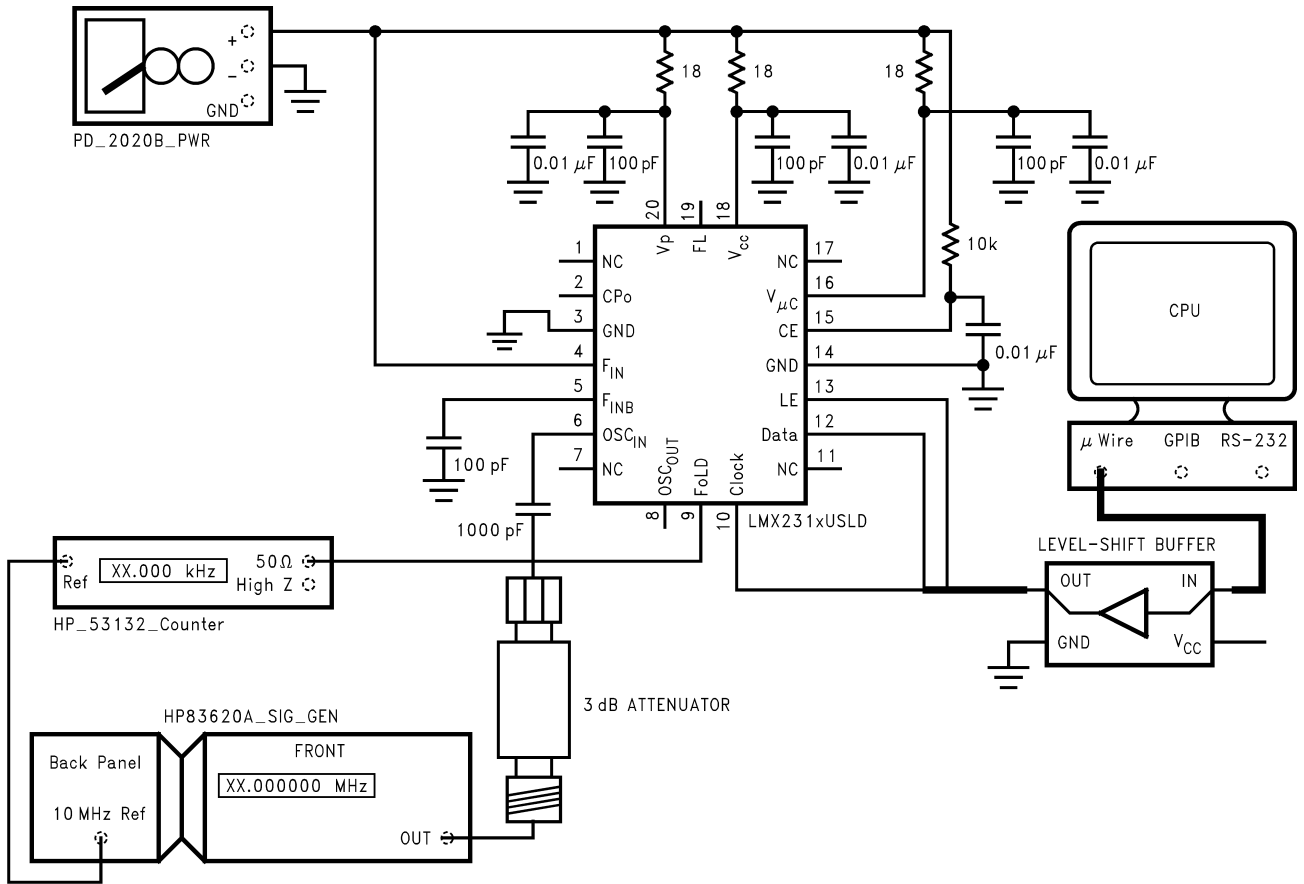 +
−
GND
PD_2020B_PWR
18
18
18
0.01 µF
100 pF
100 pF
0.01 µF
100 pF
0.01 µF
20
19
18
Vp
FL
Vcc
1
NC
2
CPo
3
GND
4
FIN
5
FINB
6
OSCIN
7
NC
17
NC
16
VµC
15
CE
14
GND
13
LE
12
Data
11
NC
OSCOUT
FoLD
Clock
8
9
10
LMX231xUSLD
10k
0.01 µF
CPU
µ Wire
GPIB
RS-232
100 pF
1000 pF
LEVEL-SHIFT BUFFER
OUT
IN
GND
VCC
Ref
XX.000 kHz
50Ω
High Z
HP_53132_Counter
3 dB ATTENUATOR
HP83620A_SIG_GEN
Back Panel
10 MHz Ref
FRONT
XX.000000 MHz
OUT